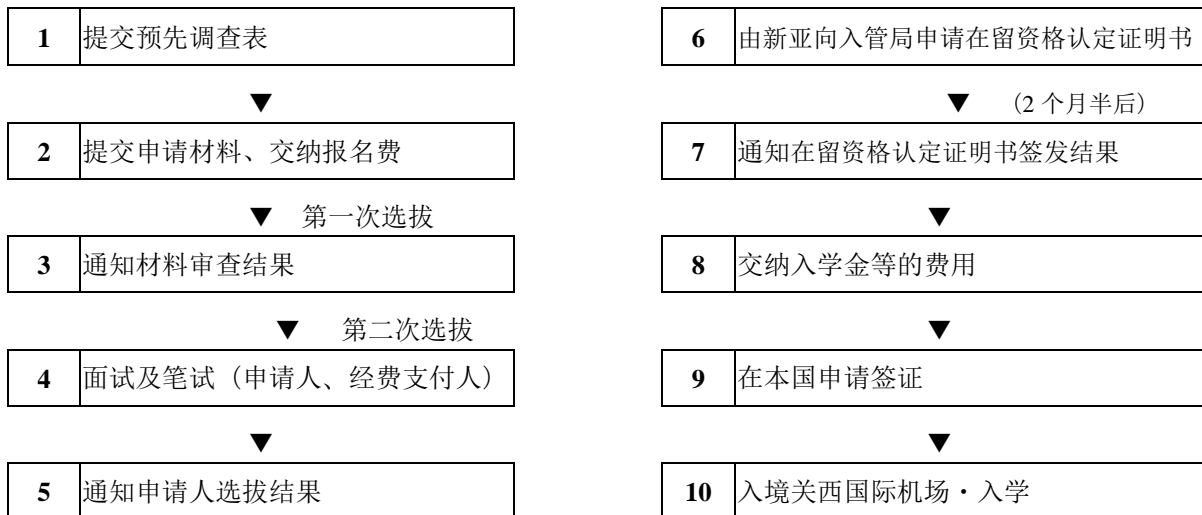 1 提交预先调查表
▼
2 提交申请材料、交纳报名费
▼ 第一次选拔
3 通知材料审查结果
▼ 第二次选拔
4 面试及笔试（申请人、经费支付人）
▼
5 通知申请人选拔结果
6 由新亚向入管局申请在留资格认定证明书
▼ （2 个月半后）
7 通知在留资格认定证明书签发结果
▼
8 交纳入学金等的费用
▼
9 在本国申请签证
▼
10 入境关西国际机场・入学